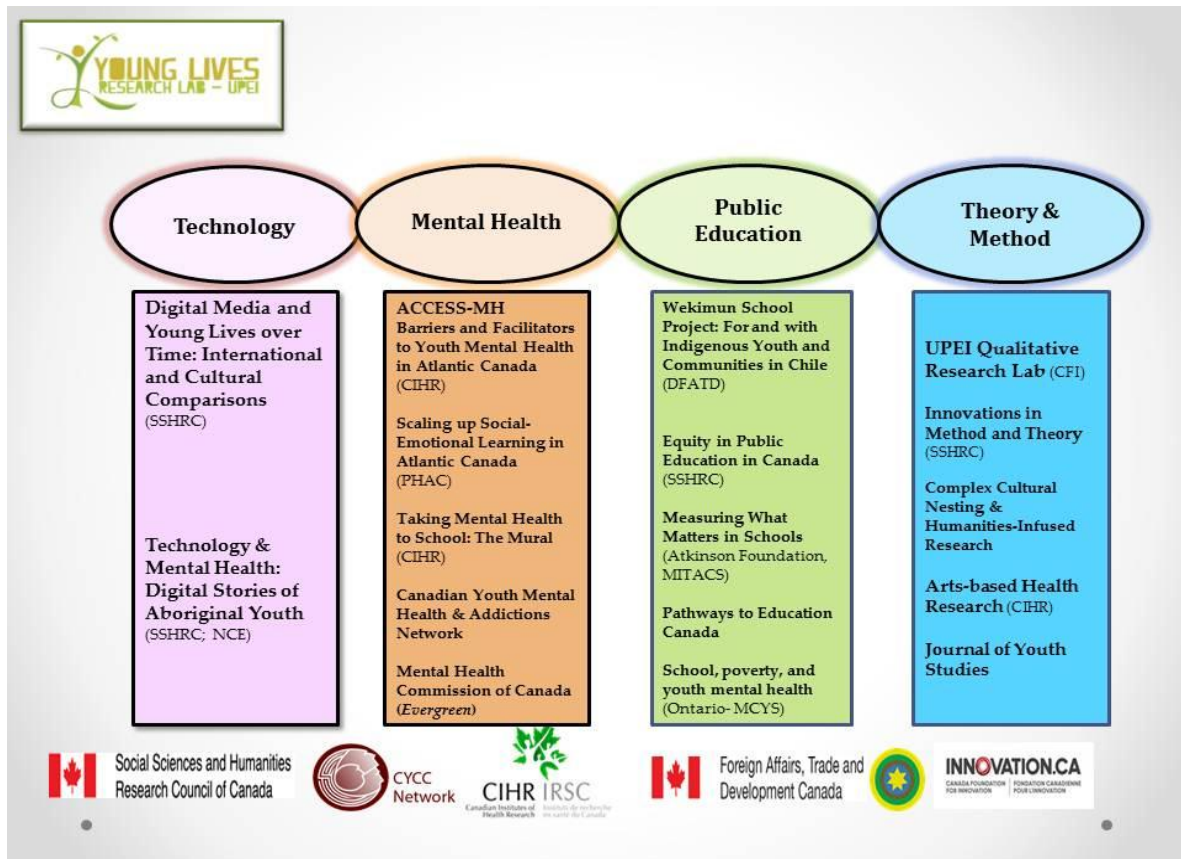 YOUNG LIVES
RESEARCH LAB – UPEI
Technology
Mental Health
Public
Education
Theory &
Method
Digital Media and
Young Lives over
Time: International
and Cultural
Comparisons
(SSHRC)
Technology &
Mental Health:
Digital Stories of
Aboriginal Youth
(SSHRC; NCE)
ACCESS-MH
Barriers and Facilitators
to Youth Mental Health
in Atlantic Canada
(CIHR)
Scaling up Social-
Emotional Learning in
Atlantic Canada
(PHAC)
Taking Mental Health
to School: The Mural
(CIHR)
Canadian Youth Mental
Health & Addictions
Network
Mental Health
Commission of Canada
(Evergreen)
Wekimun School
Project: For and with
Indigenous Youth and
Communities in Chile
(DFATD)
Equity in Public
Education in Canada
(SSHRC)
Measuring What
Matters in Schools
(Atkinson Foundation,
MITACS)
Pathways to Education
Canada
School, poverty, and
youth mental health
(Ontario- MCYS)
UPEI Qualitative
Research Lab (CFI)
Innovations in
Method and Theory
(SSHRC)
Complex Cultural
Nesting &
Humanities-Infused
Research
Arts-based Health
Research (CIHR)
Journal of Youth
Studies
Social Sciences and Humanities
Research Council of Canada
CYCC
Network
CIHR IRSC
Canadian Institutes of
Health Research
Instituts de recherche
en santé du Canada
Foreign Affairs, Trade and
Development Canada
INNOVATION.CA
CANADA FOUNDATION
FOR INNOVATION
FONDATION CANADIENNE
POUR L'INNOVATION